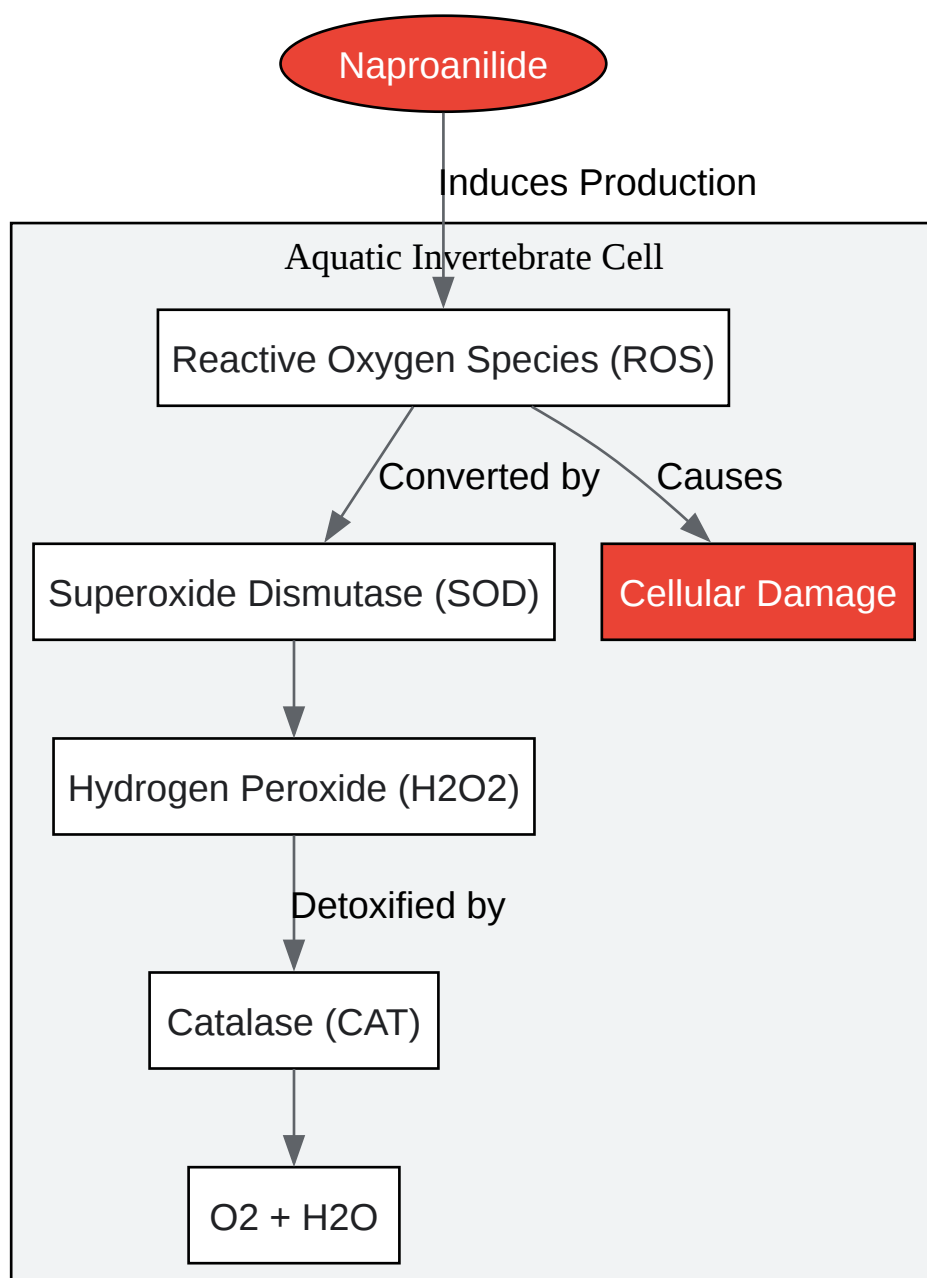 Naproanilide
Induces Production
Aquatic Invertebrate Cell
Reactive Oxygen Species (ROS)
Converted by
Causes
Superoxide Dismutase (SOD)
Cellular Damage
Hydrogen Peroxide (H2O2)
Detoxified by
Catalase (CAT)
O2 + H2O